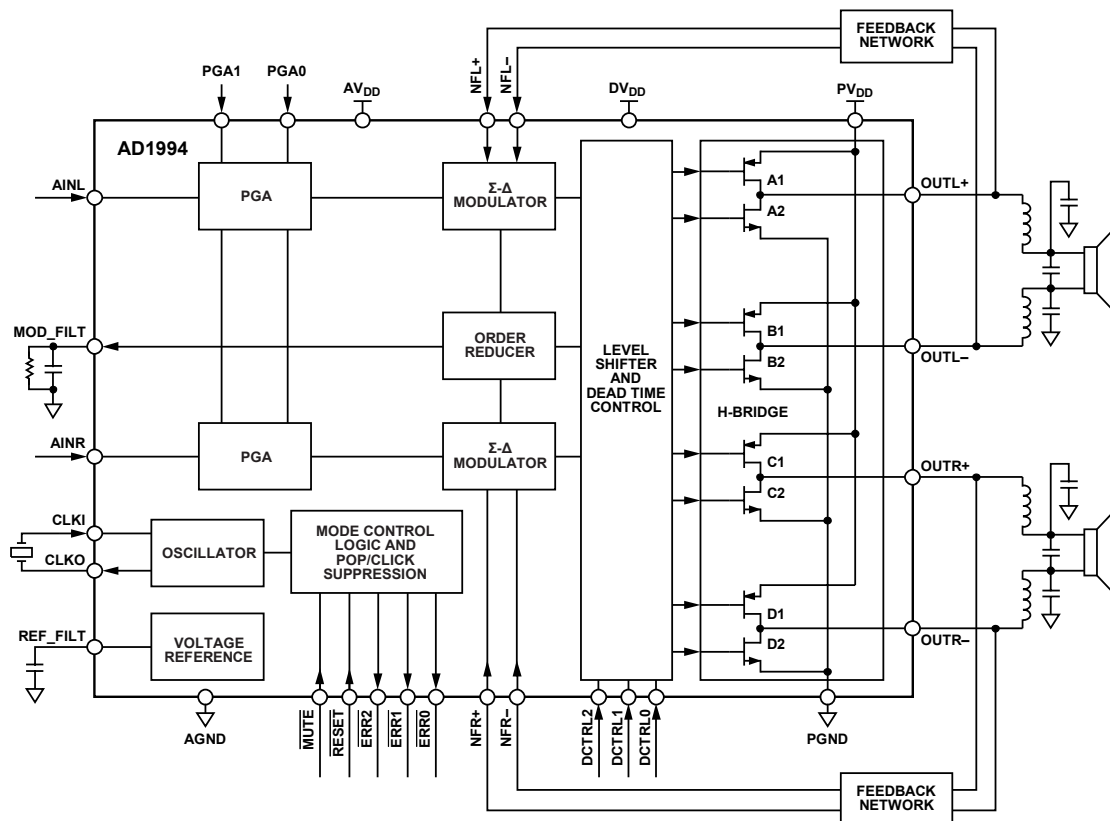 FEEDBACK
NETWORK
PGA1
PGA0
AVDD
NFL+
NFL–
DVDD
PVDD
AD1994
AINL
PGA
Σ-Δ
MODULATOR
A1
A2
OUTL+
MOD_FILT
ORDER
REDUCER
LEVEL
SHIFTER
AND
DEAD TIME
CONTROL
B1
B2
OUTL–
H-BRIDGE
AINR
PGA
Σ-Δ
MODULATOR
C1
C2
OUTR+
CLKI
CLKO
OSCILLATOR
MODE CONTROL
LOGIC AND
POP/CLICK
SUPPRESSION
REF_FILT
VOLTAGE
REFERENCE
D1
D2
OUTR–
AGND
MUTE
RESET
ERR2
ERR1
ERR0
NFR+
NFR–
DCTRL2
DCTRL1
DCTRL0
PGND
FEEDBACK
NETWORK